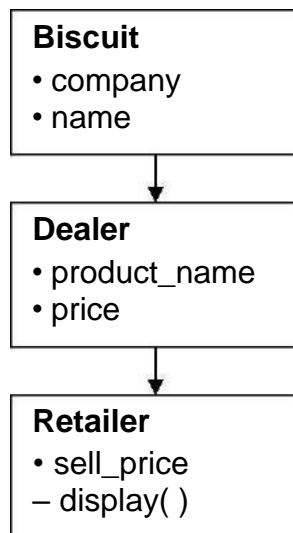 Biscuit
• company
• name
Dealer
• product_name
• price
Retailer
• sell_price
– display( )